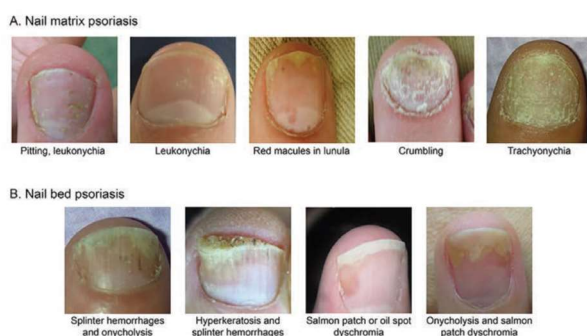 A. Nail matrix psoriasis
Pitting, leukonychia
Leukonychia
Red macules in lunula
Crumbling
Trachyonychia
B. Nail bed psoriasis
Splinter hemorrhages
and onycholysis
Hyperkeratosis and
splinter hemorrhages
Salmon patch or oil spot
dyschromia
Onycholysis and salmon
patch dyschromia